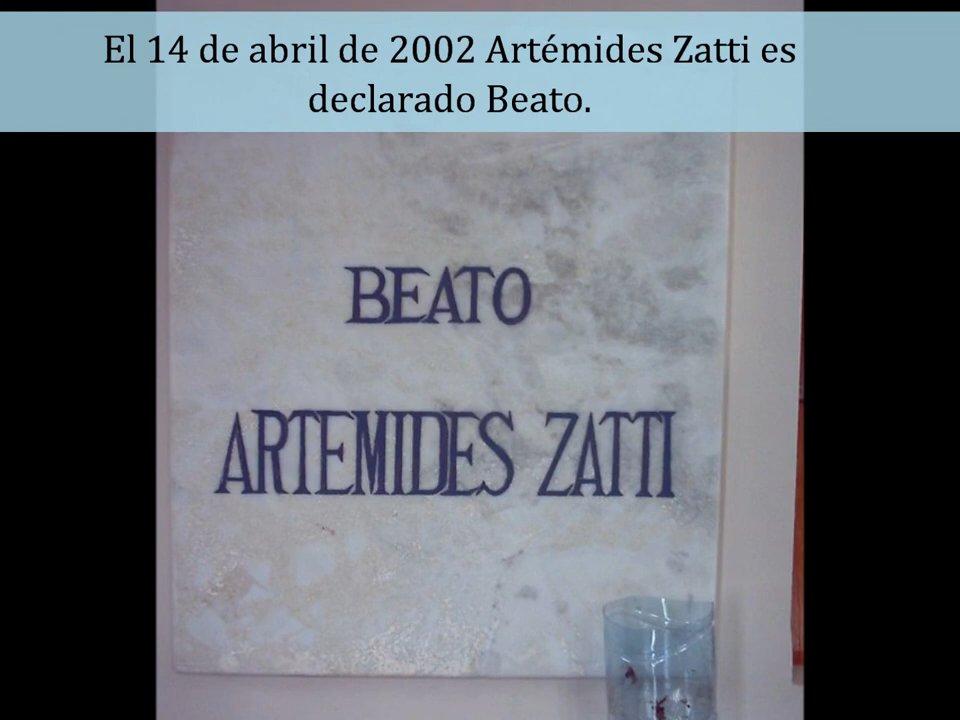 El 14 de abril de 2002 Artémides Zatti es
declarado Beato.
BEATO
ARTEMIDES ZATTI